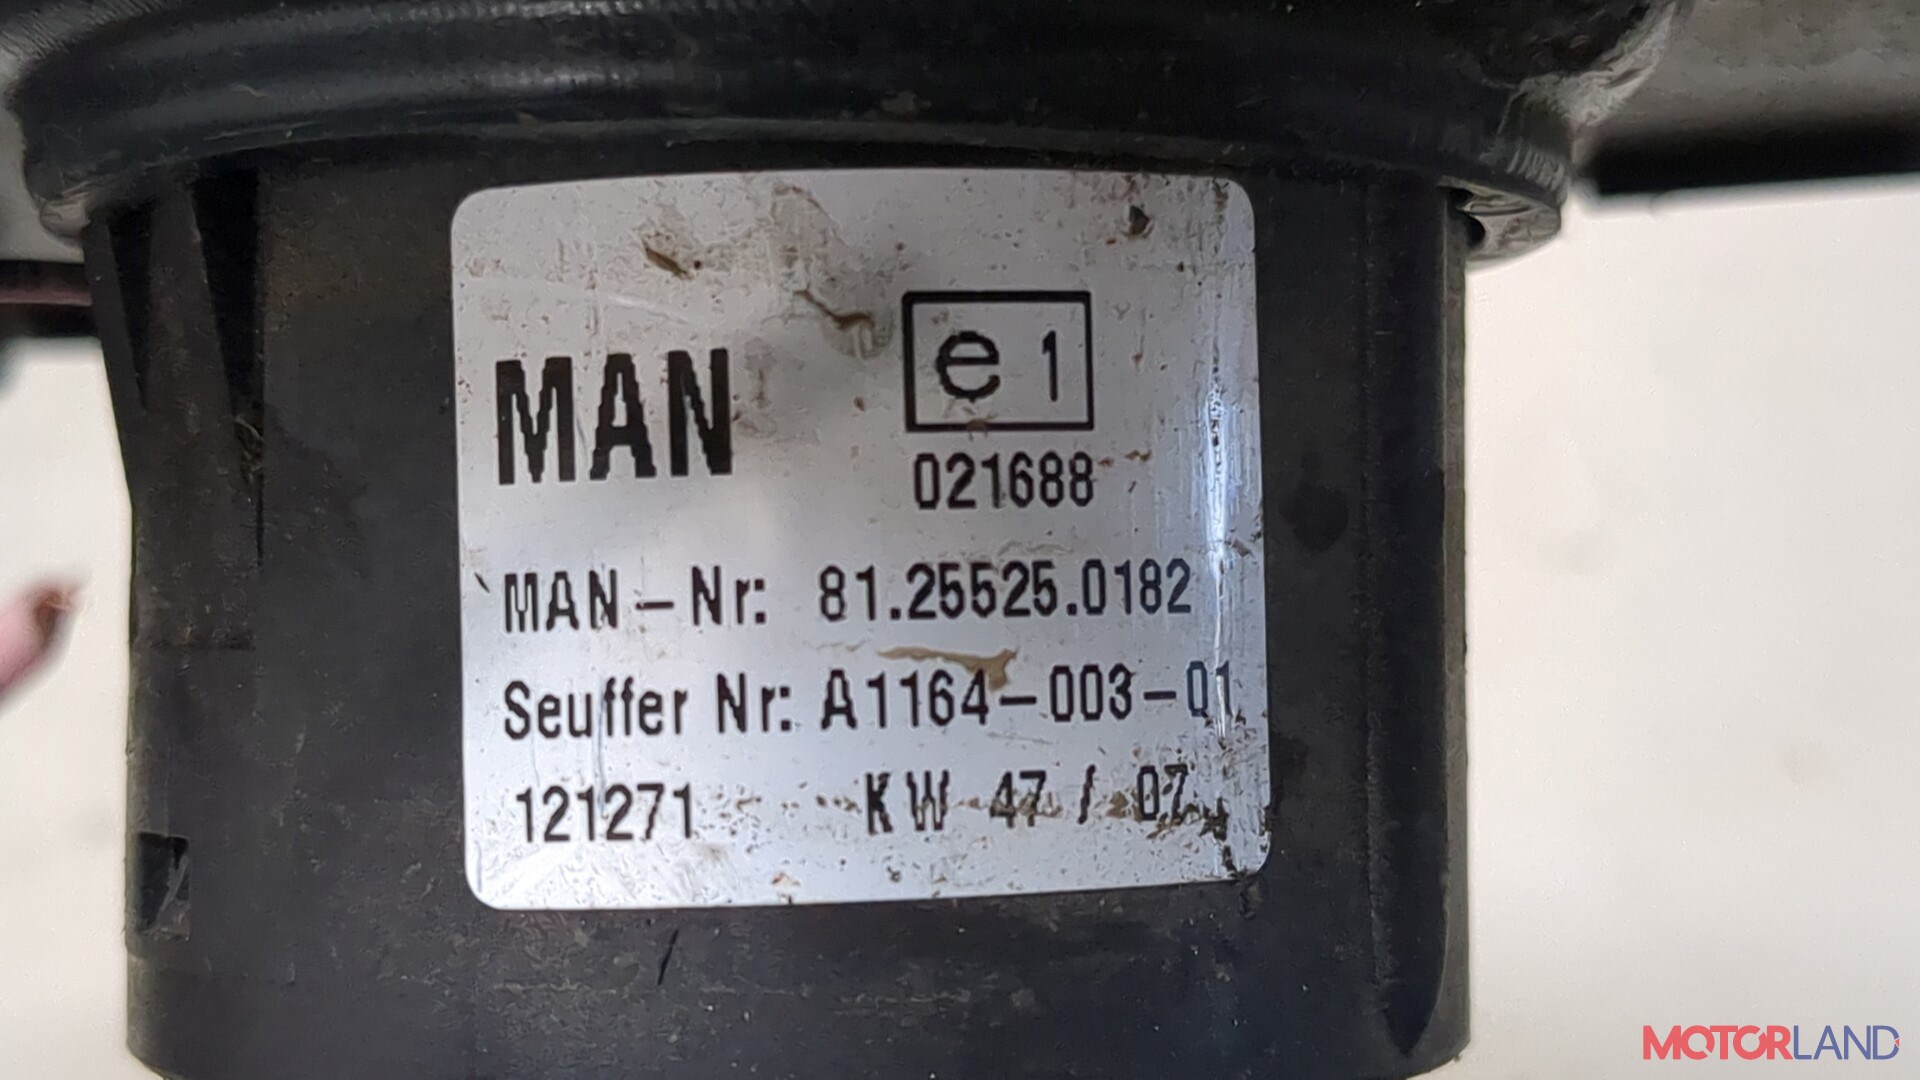 MAN
e 1
021688
MAN-Nr: 81.25525.0182
Seuffer Nr: A1164-003-01
121271 KW 47 / 07
MOTORLAND